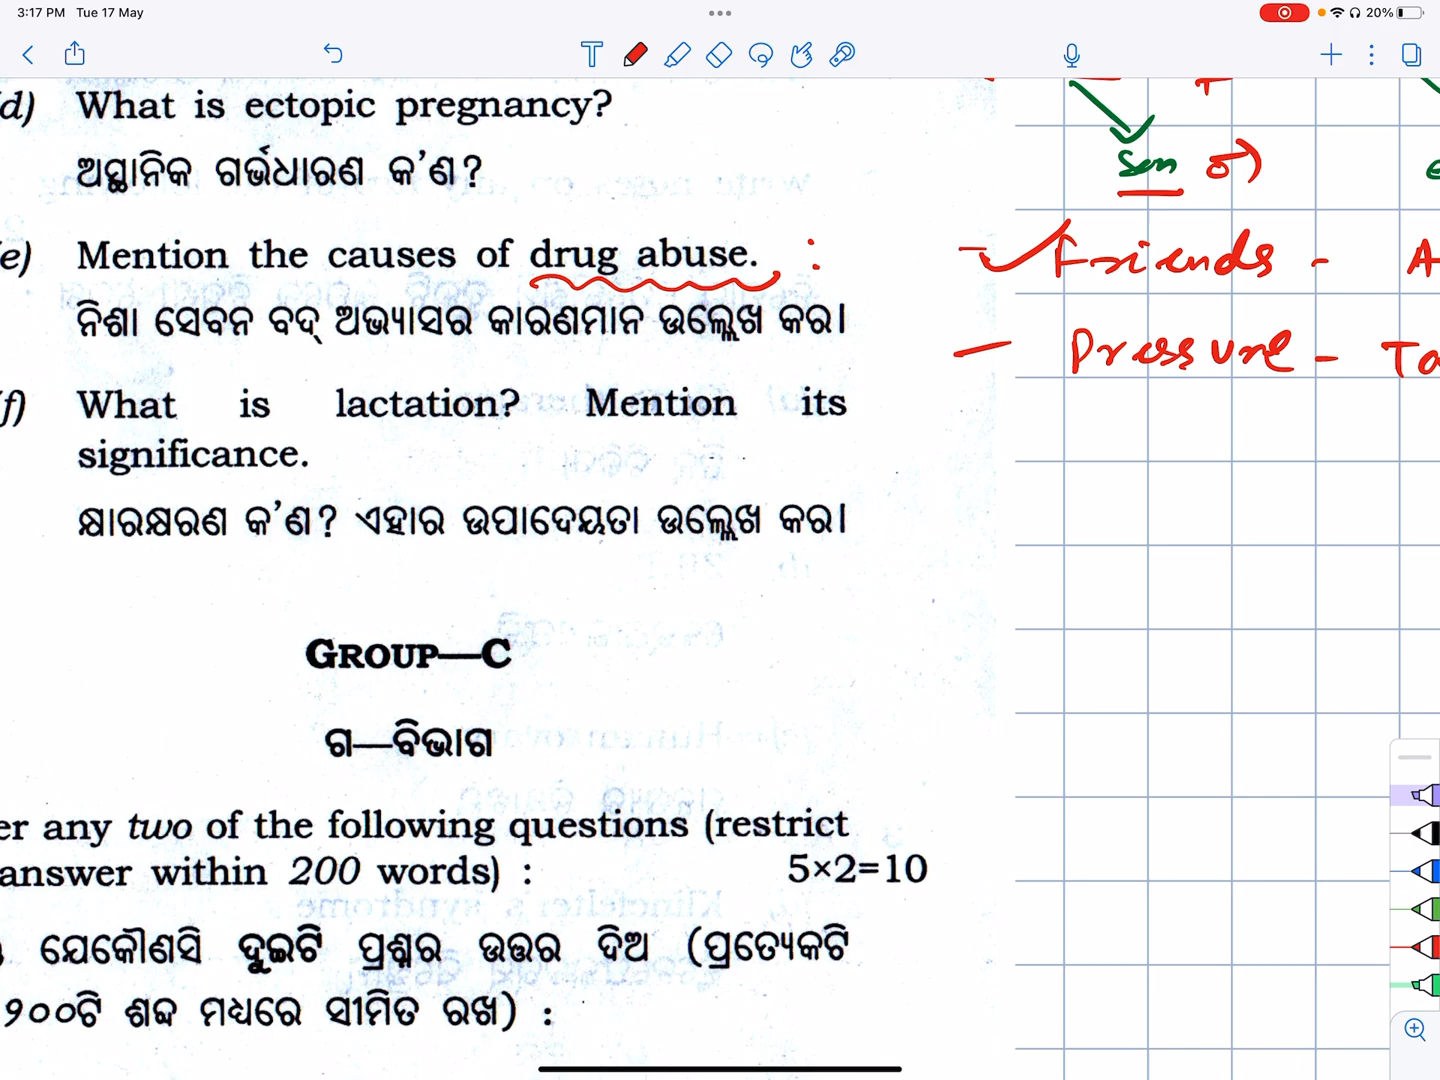 3:17 PM Tue 17 May
20%
d) What is ectopic pregnancy?
ଅସ୍ଥାନିକ ଗର୍ଭଧାରଣ କ'ଣ?
Son
e) Mention the causes of drug abuse. :
Friends - A
ନିଶା ସେବନ ବଦ୍ ଅଭ୍ୟାସର କାରଣମାନ ଉଲ୍ଲେଖ କର।
- Pressure - To
f) What is lactation? Mention its
significance.
କ୍ଷୀରକ୍ଷରଣ କ'ଣ? ଏହାର ଉପାଦେୟତା ଉଲ୍ଲେଖ କର।
GROUP—C
ଗ—ବିଭାଗ
er any two of the following questions (restrict
answer within 200 words) : 5×2=10
ଯେକୌଣସି ଦୁଇଟି ପ୍ରଶ୍ନର ଉତ୍ତର ଦିଅ (ପ୍ରତ୍ୟେକଟି
୨୦୦ଟି ଶବ୍ଦ ମଧ୍ୟରେ ସୀମିତ ରଖ) :